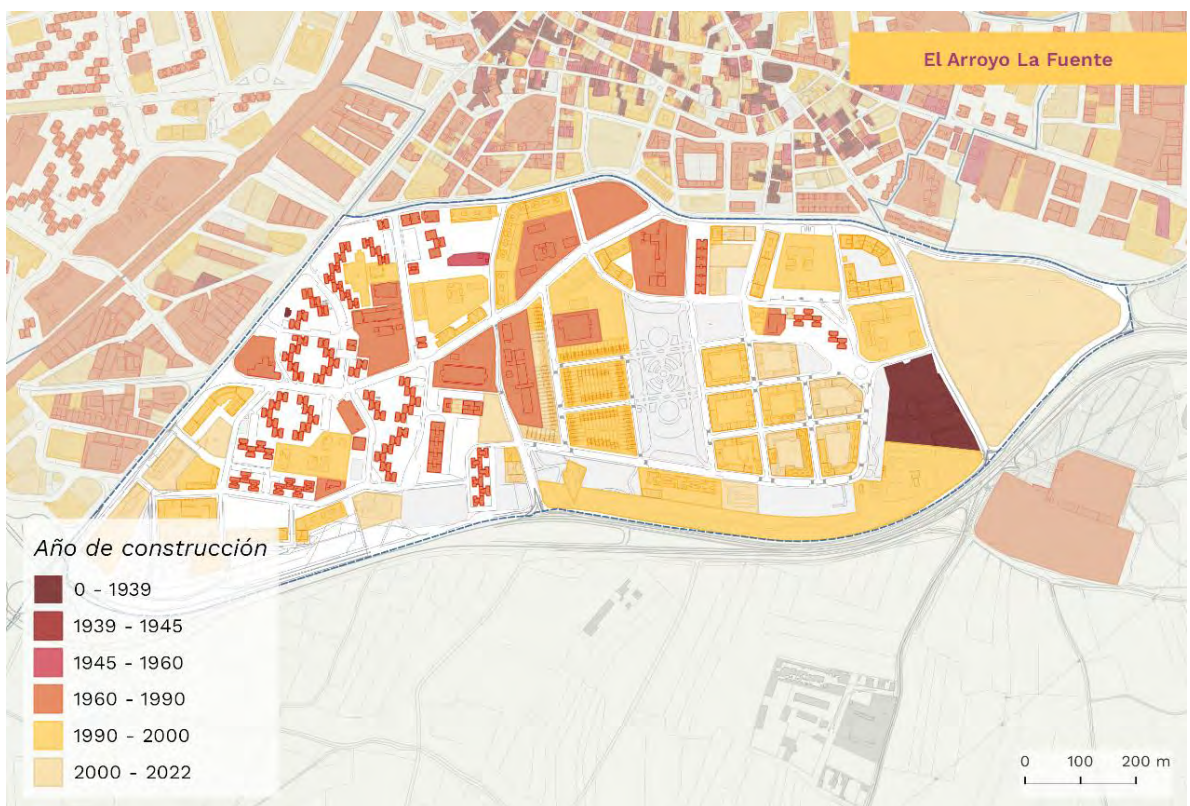 El Arroyo La Fuente
Año de construcción
0 - 1939
1939 - 1945
1945 - 1960
1960 - 1990
1990 - 2000
2000 - 2022
0 100 200 m